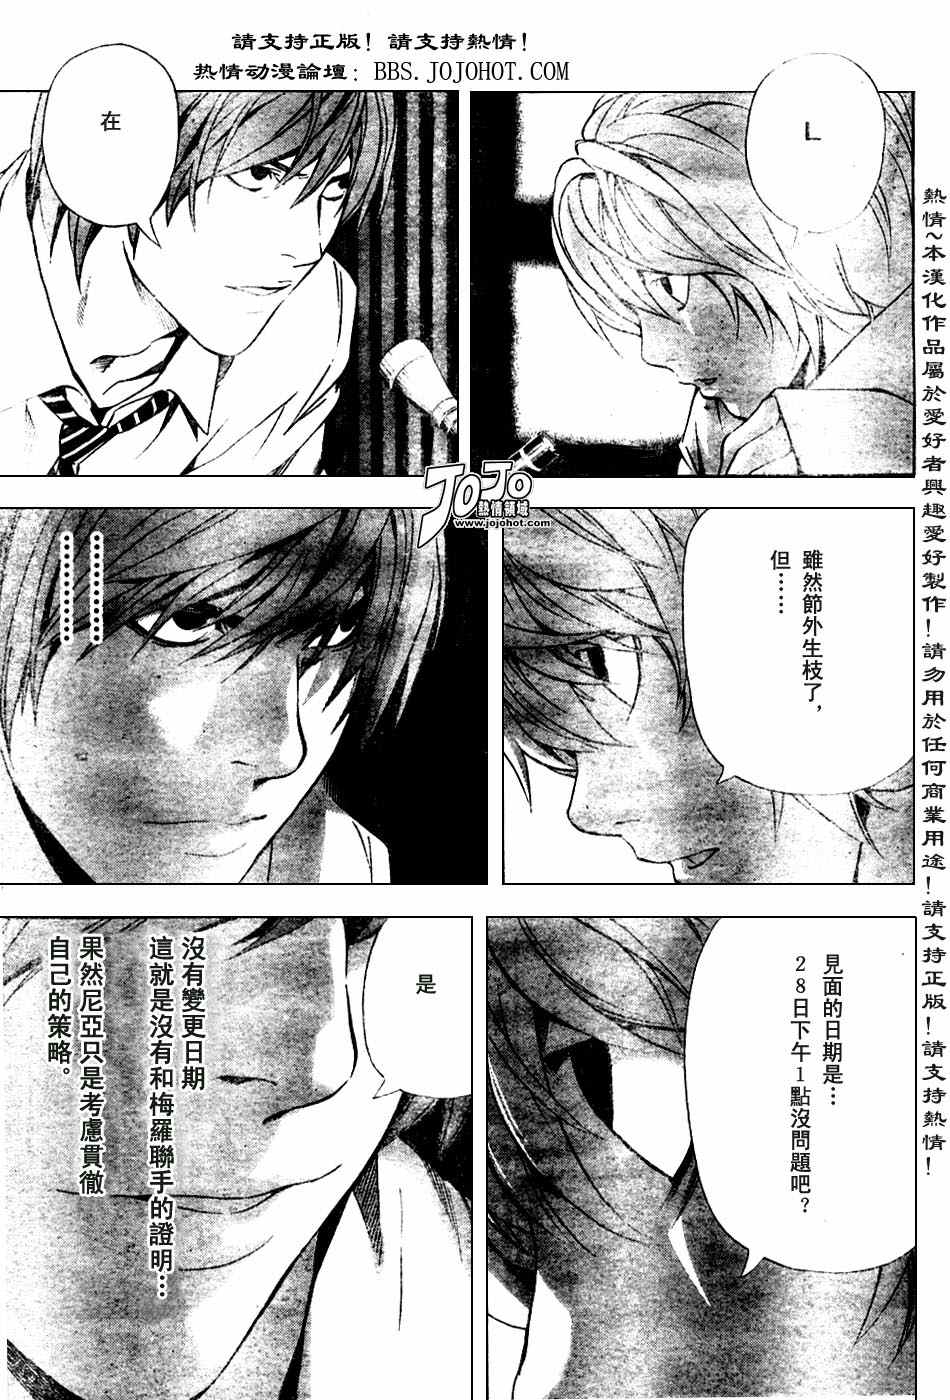 請支持正版！請支持熱情！
热情动漫論壇：BBS.JOJOHOT.COM
L
在
雖然節外生枝了，
但……
………………
見面的日期是…
28日下午1點沒問題吧？
是
沒有變更日期
這就是沒有和梅羅聯手的證明…
果然尼亞只是考慮貫徹
自己的策略。
JOJO
熱情領域
www.jojohot.com
熱情~本漢化作品屬於愛好者興趣愛好製作！請勿用於任何商業用途！請支持正版！請支持熱情！